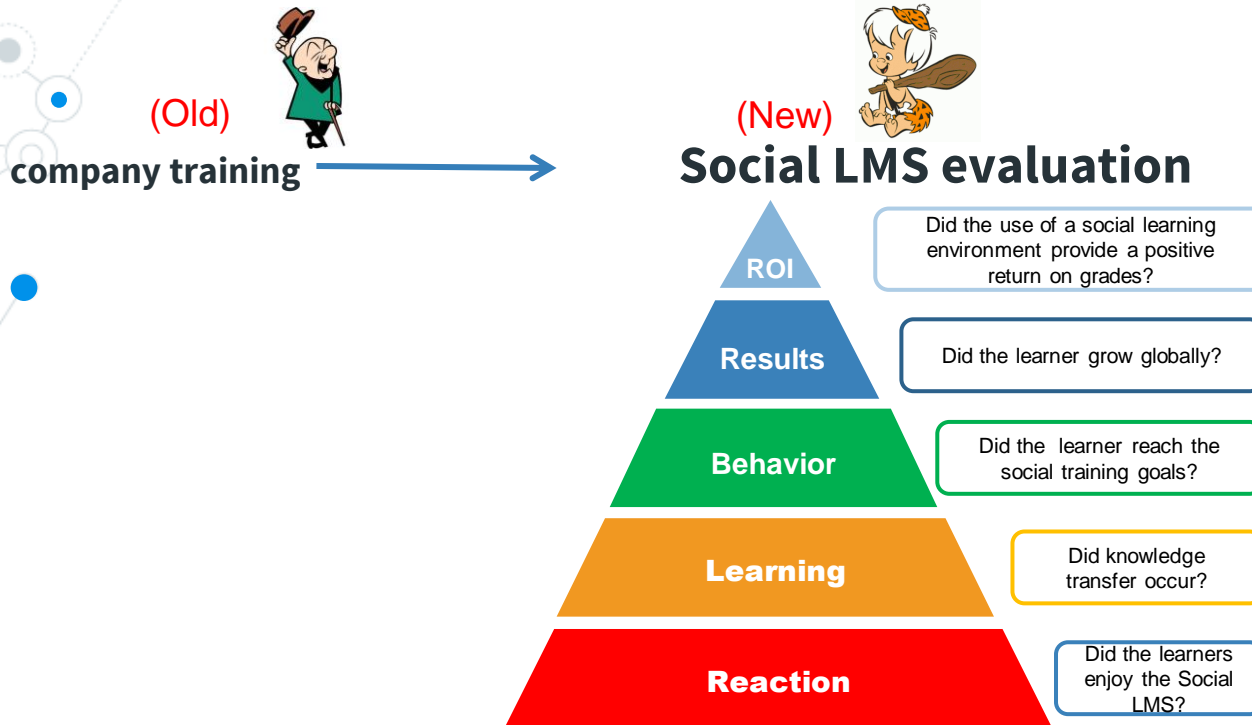 (Old)
company training
(New)
Social LMS evaluation
ROI
Did the use of a social learning
environment provide a positive
return on grades?
Results
Did the learner grow globally?
Behavior
Did the learner reach the
social training goals?
Learning
Did knowledge
transfer occur?
Reaction
Did the learners
enjoy the Social
LMS?